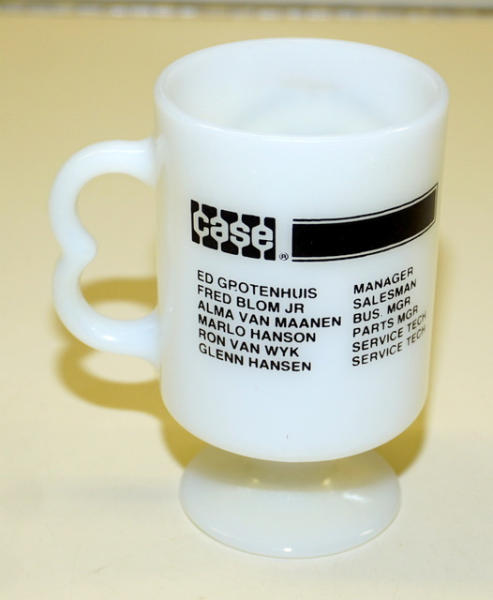 case ®
ED GROTENHUIS MANAGER
FRED BLOM JR SALESMAN
ALMA VAN MAANEN BUS. MGR
MARLO HANSON PARTS MGR
RON VAN WYK SERVICE TECH
GLENN HANSEN SERVICE TECH